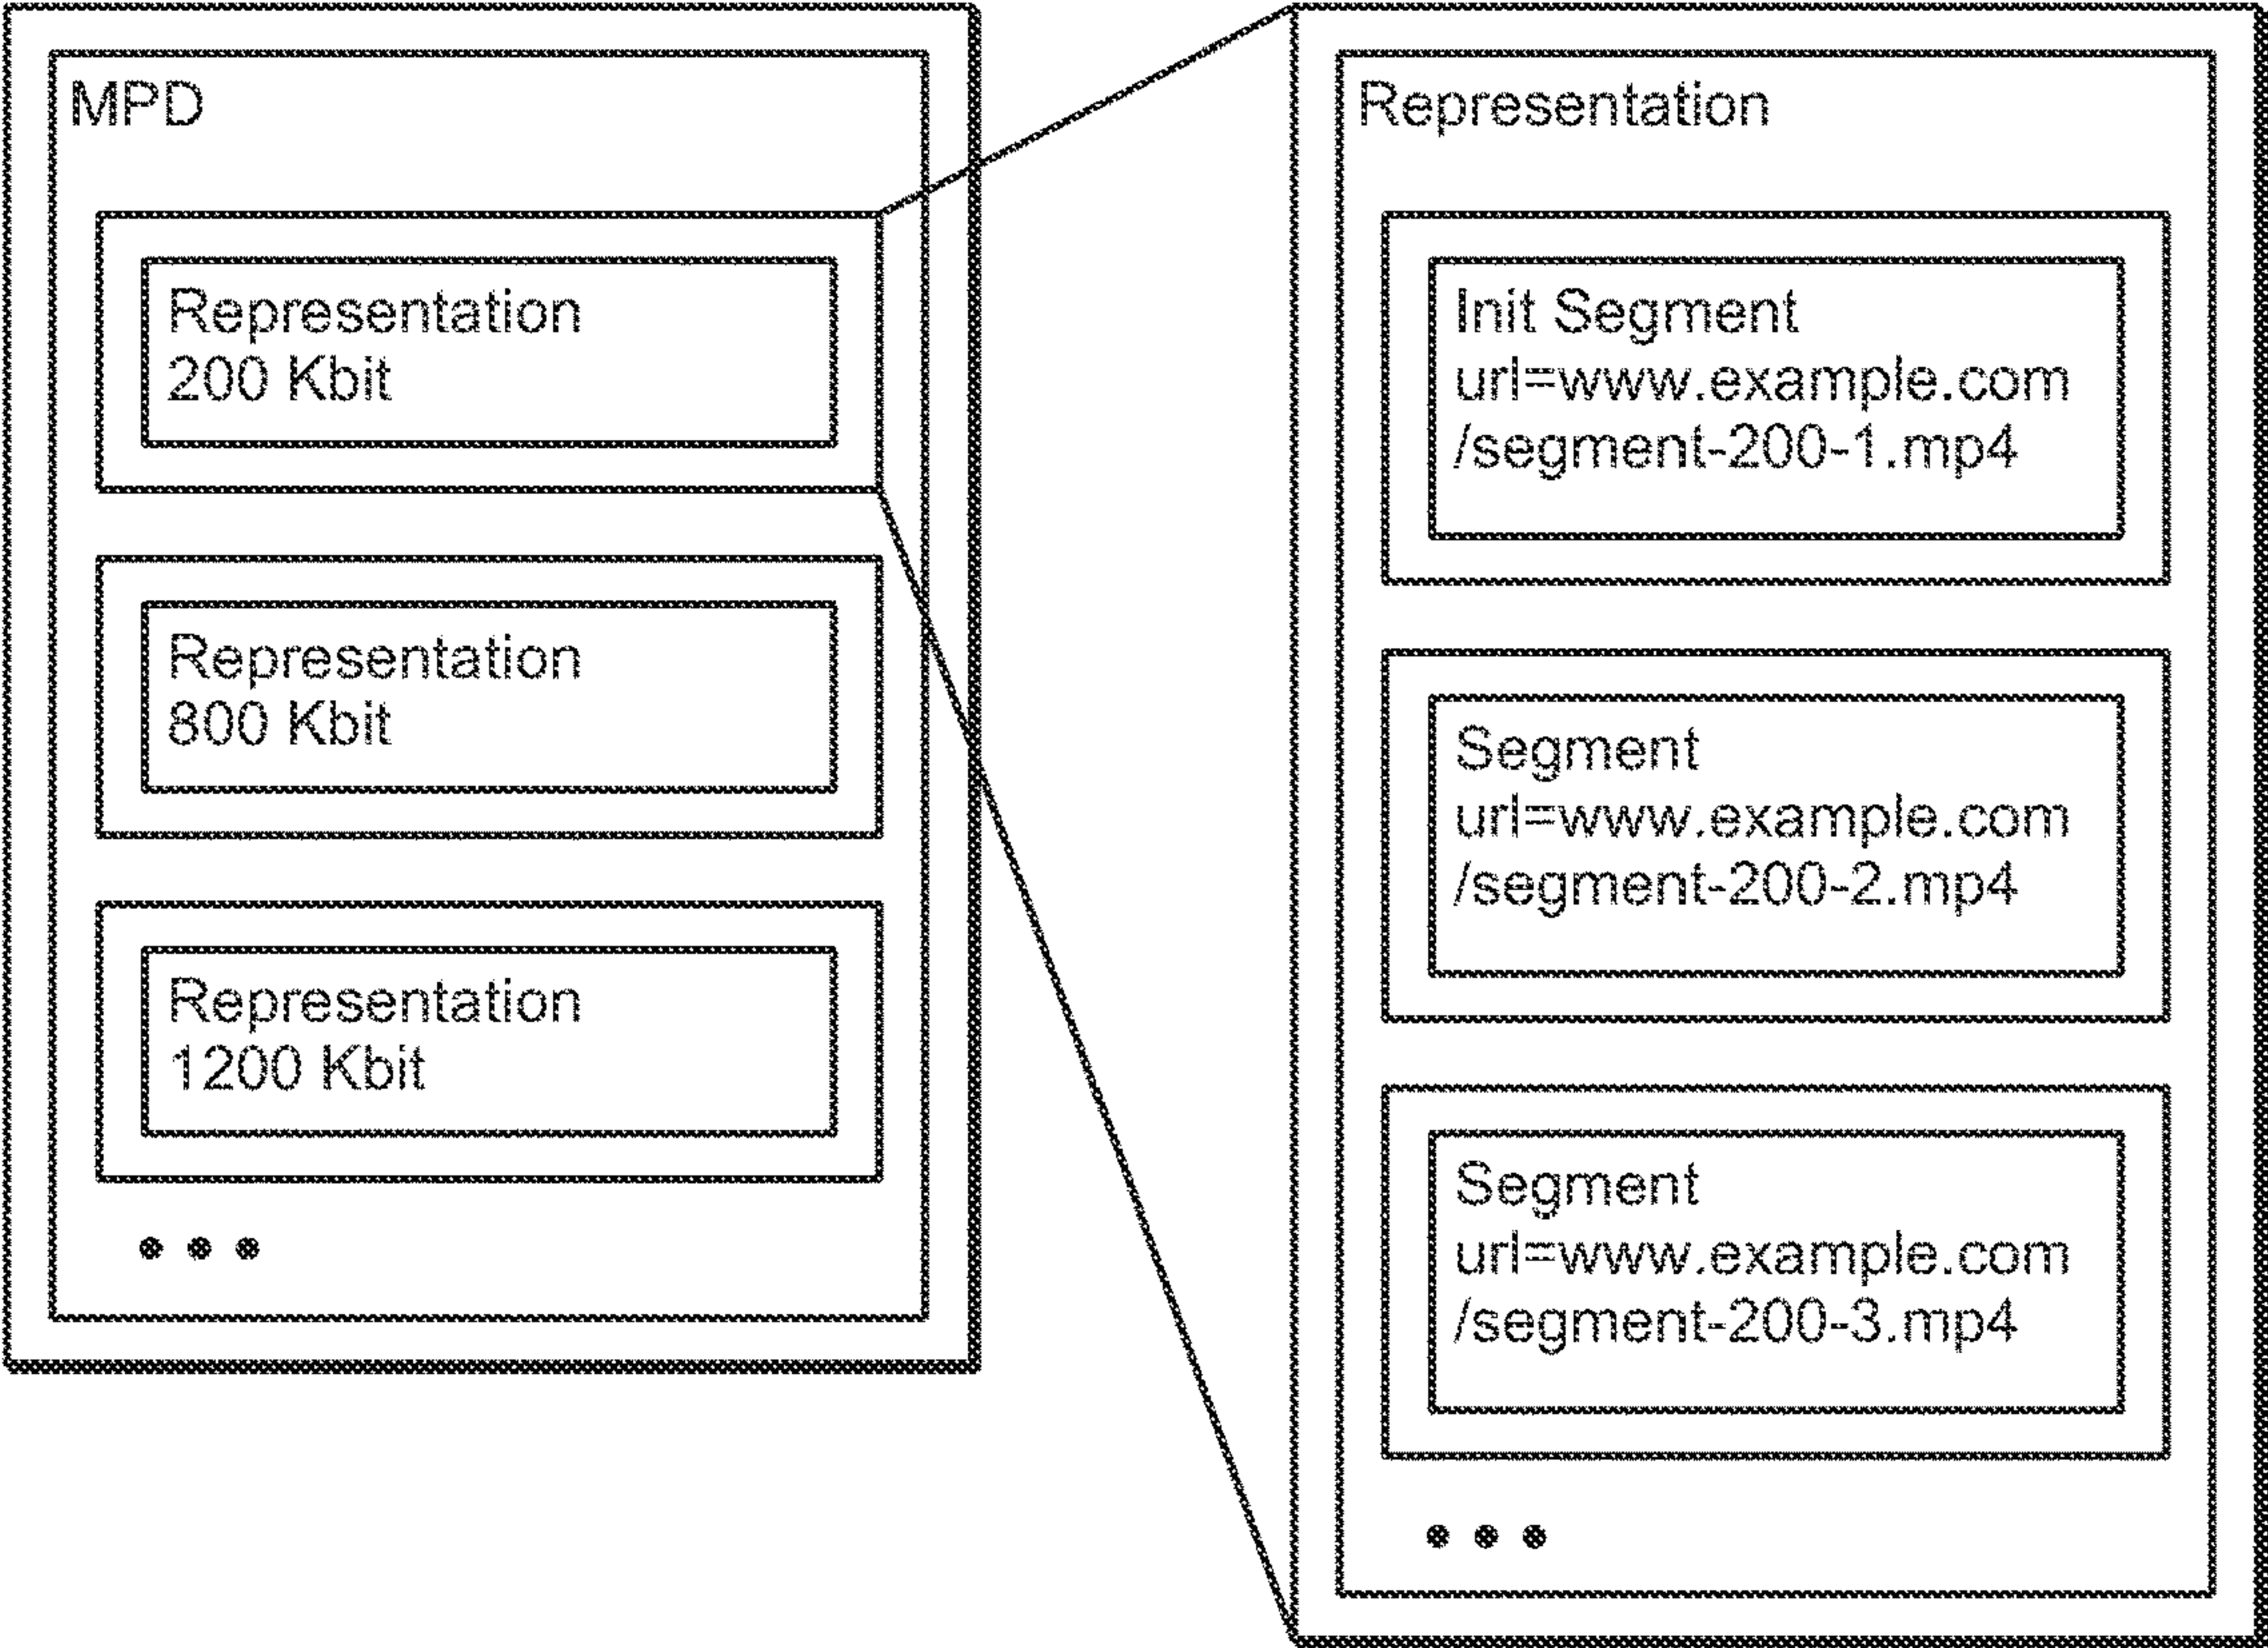 MPD
Representation
200 Kbit
Representation
800 Kbit
Representation
1200 Kbit
Representation
Init Segment
url=www.example.com
/segment-200-1.mp4
Segment
url=www.example.com
/segment-200-2.mp4
Segment
url=www.example.com
/segment-200-3.mp4